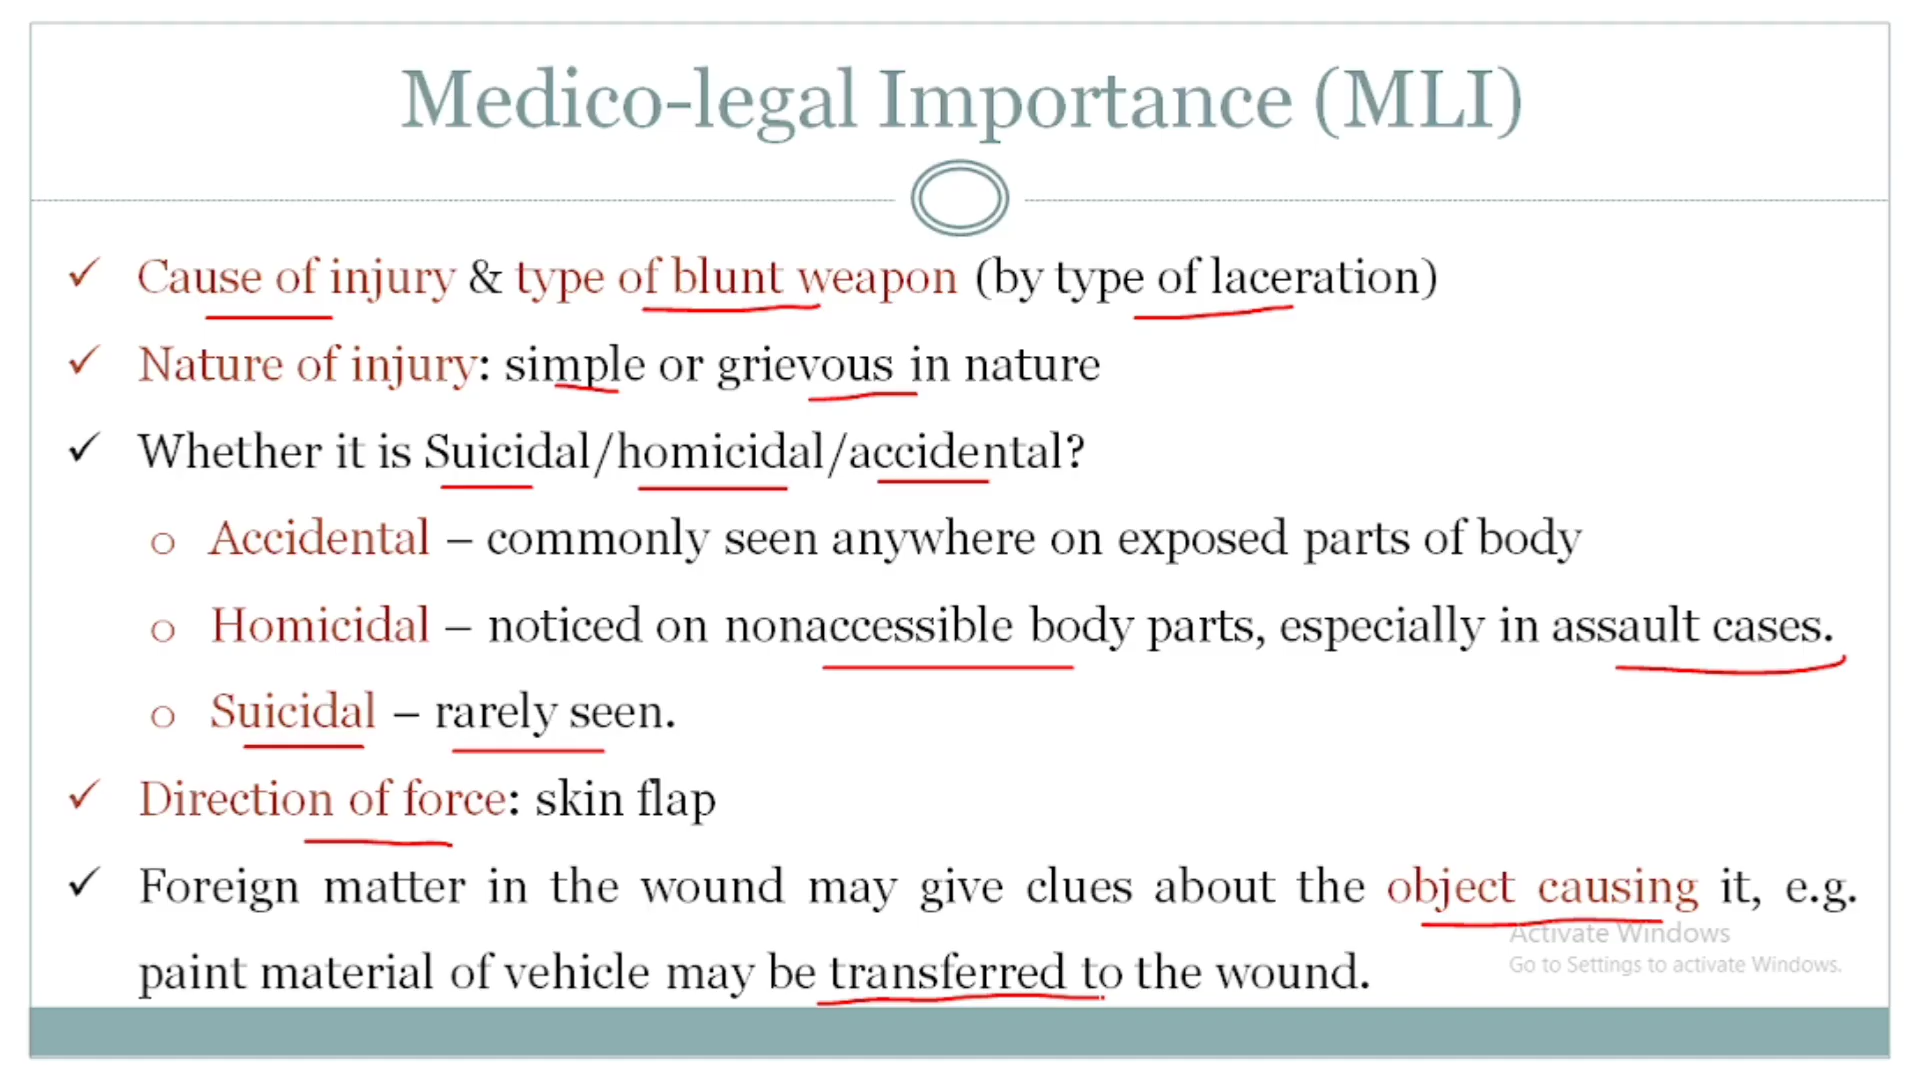 Medico-legal Importance (MLI)
✓ Cause of injury & type of blunt weapon (by type of laceration)
✓ Nature of injury: simple or grievous in nature
✓ Whether it is Suicidal/homicidal/accidental?
o Accidental – commonly seen anywhere on exposed parts of body
o Homicidal – noticed on nonaccessible body parts, especially in assault cases.
o Suicidal – rarely seen.
✓ Direction of force: skin flap
✓ Foreign matter in the wound may give clues about the object causing it, e.g.
paint material of vehicle may be transferred to the wound.
Activate Windows
Go to Settings to activate Windows.